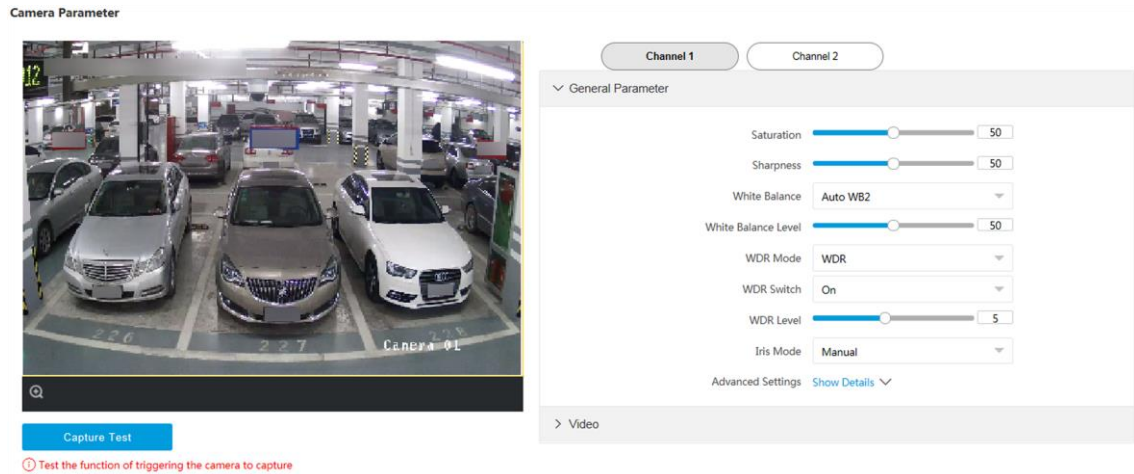 Camera Parameter
12
226
227
228
Camera 01
Capture Test
Test the function of triggering the camera to capture
Channel 1
Channel 2
General Parameter
Saturation 50
Sharpness 50
White Balance Auto WB2
White Balance Level 50
WDR Mode WDR
WDR Switch On
WDR Level 5
Iris Mode Manual
Advanced Settings Show Details
Video